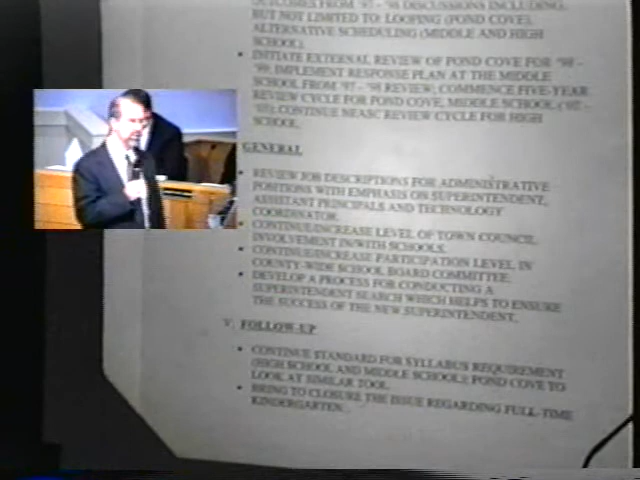 OUTCOMES FROM '97 - '98 DISCUSSIONS INCLUDING,
BUT NOT LIMITED TO: LOOPING (POND COVE),
ALTERNATIVE SCHEDULING (MIDDLE AND HIGH
SCHOOL).
• INITIATE EXTERNAL REVIEW OF POND COVE FOR '98 -
'99; IMPLEMENT RESPONSE PLAN AT THE MIDDLE
SCHOOL FROM '97 - '98 REVIEW; COMMENCE FIVE-YEAR
REVIEW CYCLE FOR POND COVE, MIDDLE SCHOOL
CONTINUE NEASC REVIEW CYCLE FOR HIGH
SCHOOL.
GENERAL
• REVIEW JOB DESCRIPTIONS FOR ADMINISTRATIVE
POSITIONS WITH EMPHASIS ON SUPERINTENDENT,
ASSISTANT PRINCIPALS AND TECHNOLOGY
COORDINATOR.
• CONTINUE/INCREASE LEVEL OF TOWN COUNCIL
INVOLVEMENT IN/WITH SCHOOLS.
• CONTINUE/INCREASE PARTICIPATION LEVEL IN
COUNTY-WIDE SCHOOL BOARD COMMITTEE.
• DEVELOP A PROCESS FOR CONDUCTING A
SUPERINTENDENT SEARCH WHICH HELPS TO ENSURE
THE SUCCESS OF THE NEW SUPERINTENDENT.
V. FOLLOW-UP
• CONTINUE STANDARD FOR SYLLABUS REQUIREMENT
(HIGH SCHOOL AND MIDDLE SCHOOL); POND COVE TO
LOOK AT SIMILAR TOOL.
• BRING TO CLOSURE THE ISSUE REGARDING FULL-TIME
KINDERGARTEN.